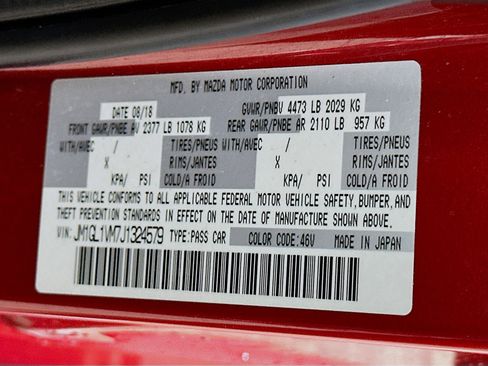 MFD. BY MAZDA MOTOR CORPORATION
DATE 08/18 GVWR/PNBV 4473 LB 2029 KG
FRONT GAWR/PNBE AV 2377 LB 1078 KG REAR GAWR/PNBE AR 2110 LB 957 KG
WITH/AVEC / TIRES/PNEUS WITH/AVEC / TIRES/PNEUS
X RIMS/JANTES X RIMS/JANTES
KPA/ PSI COLD/A FROID KPA/ PSI COLD/A FROID
THIS VEHICLE CONFORMS TO ALL APPLICABLE FEDERAL MOTOR VEHICLE SAFETY, BUMPER, AND
THEFT PREVENTION STANDARDS IN EFFECT ON THE DATE OF MANUFACTURE SHOWN ABOVE.
VIN: JM1GL1VM7J1324579 TYPE:PASS CAR COLOR CODE:46V MADE IN JAPAN